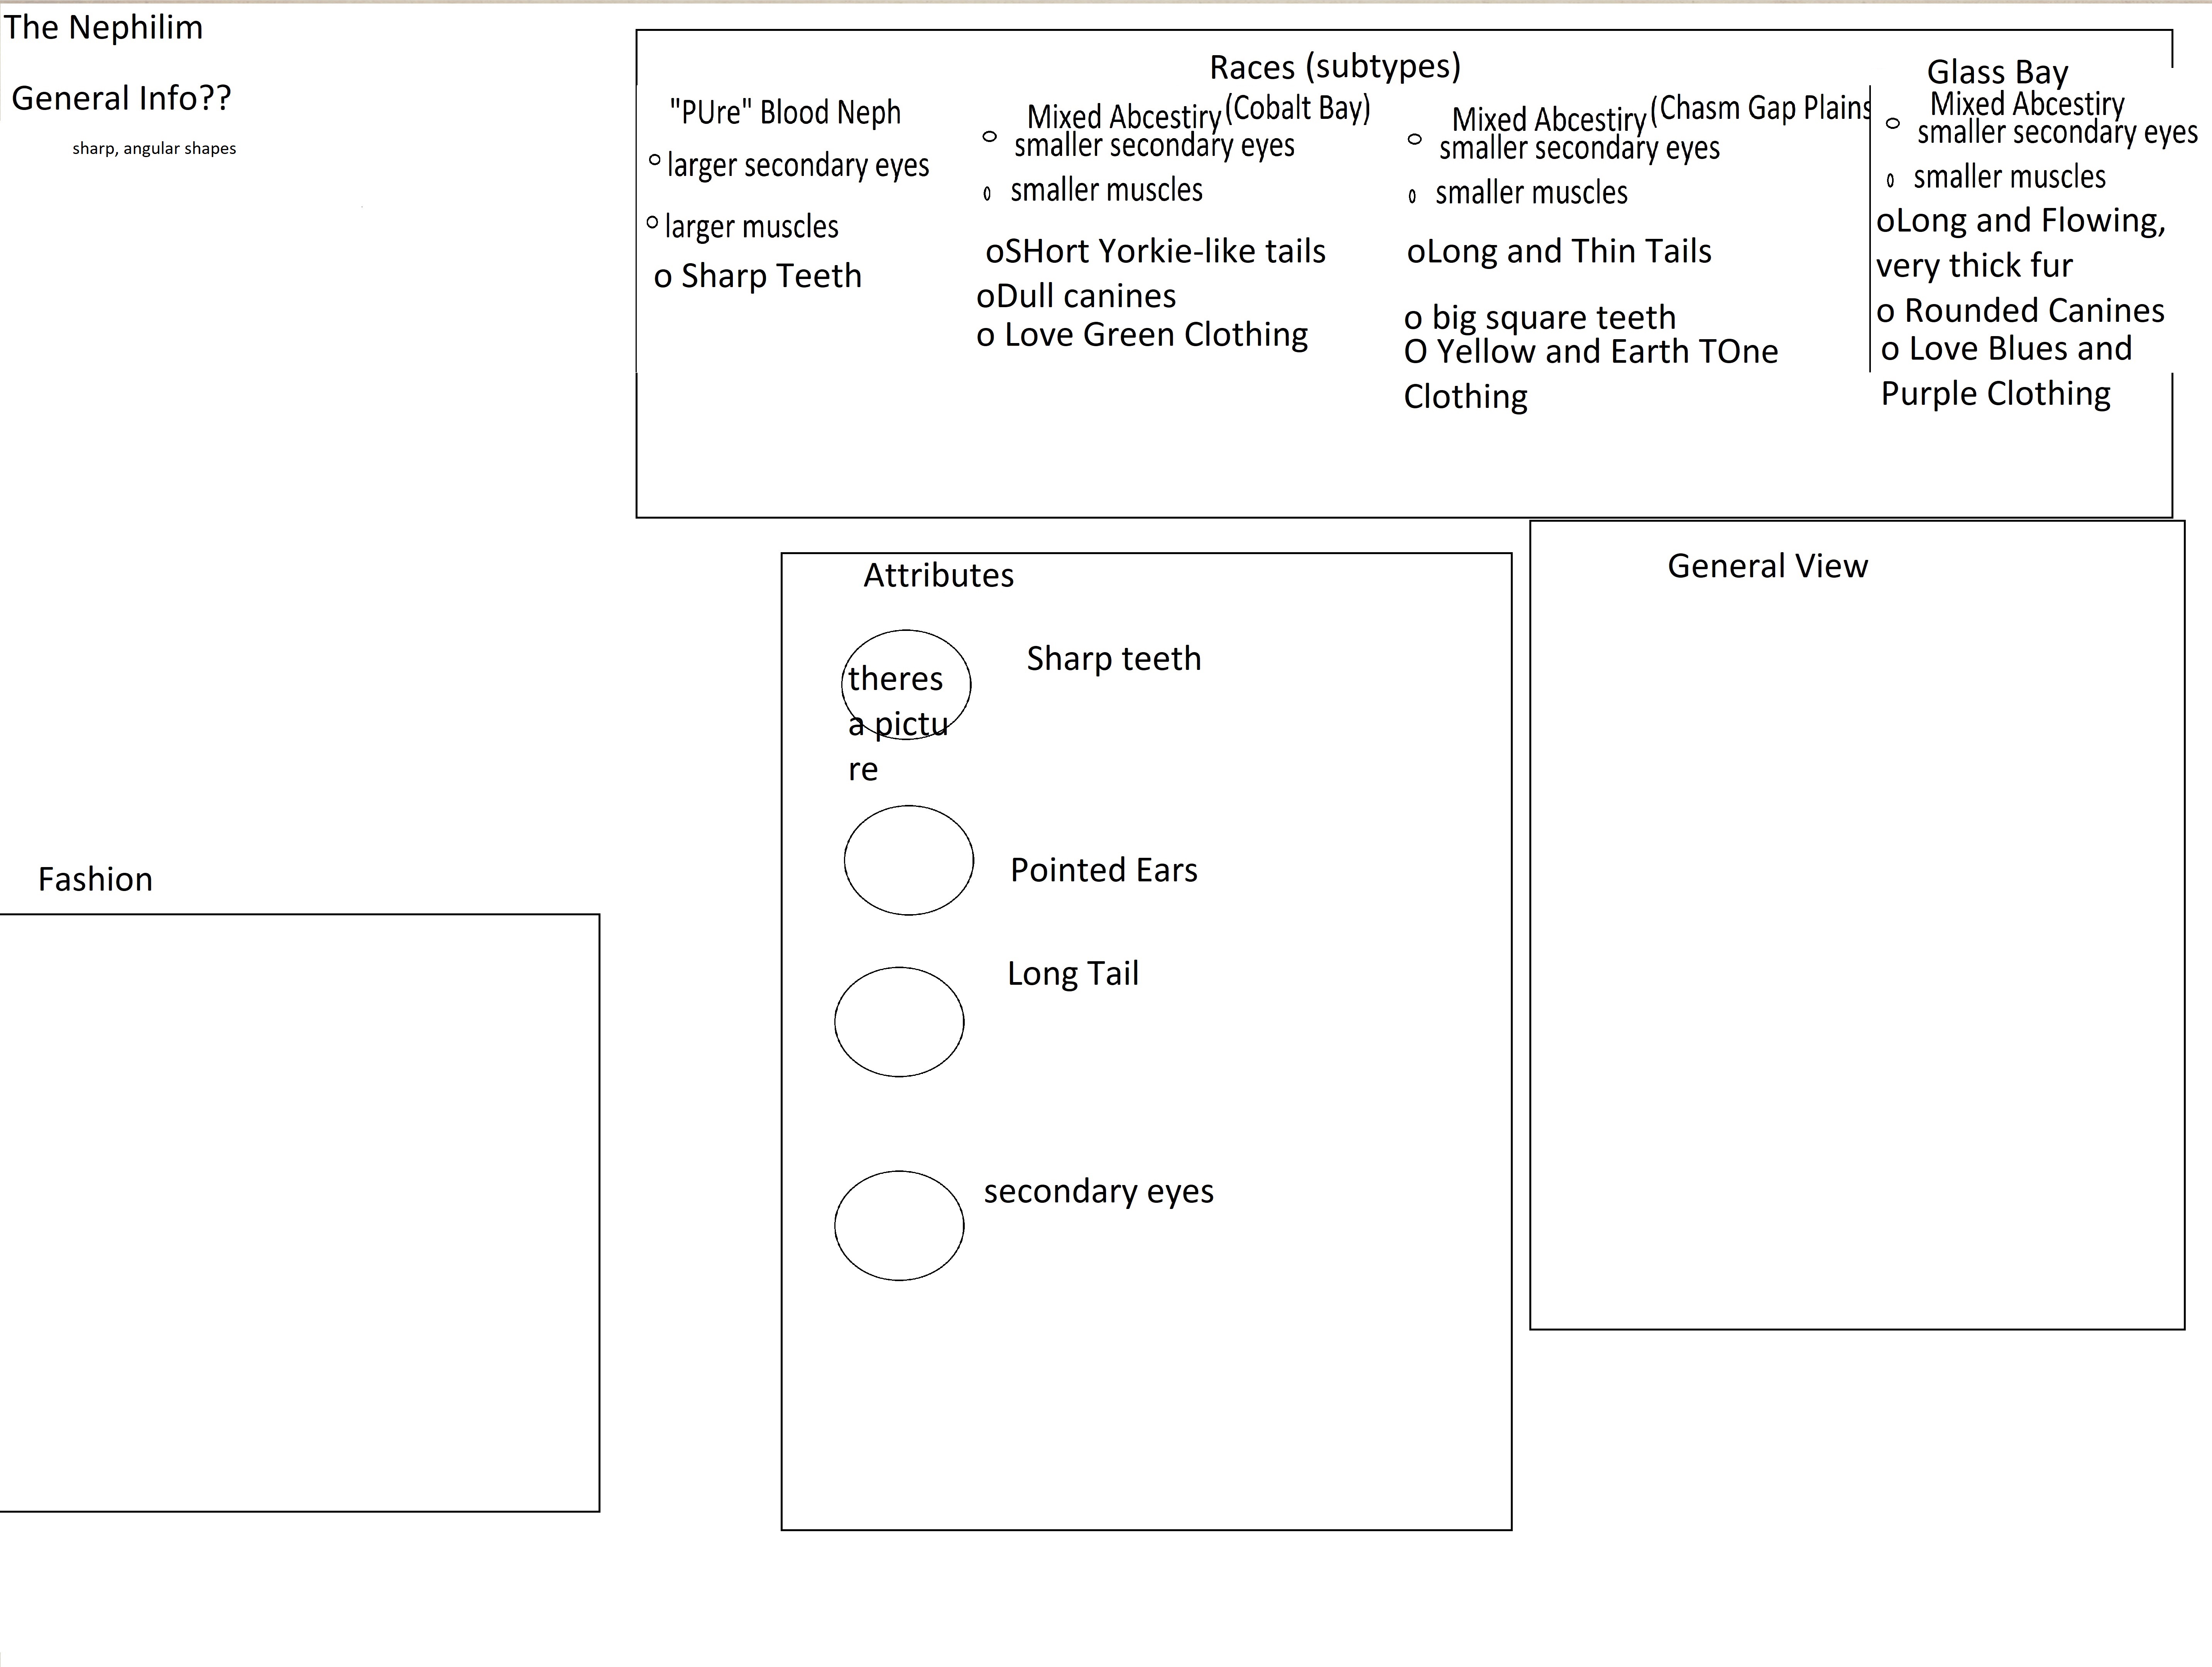 The Nephilim
General Info??
sharp, angular shapes
Races (subtypes)
"PUre" Blood Neph
larger secondary eyes
larger muscles
o Sharp Teeth
Mixed Abcestiry (Cobalt Bay)
smaller secondary eyes
smaller muscles
oSHort Yorkie-like tails
oDull canines
o Love Green Clothing
Mixed Abcestiry (Chasm Gap Plains
smaller secondary eyes
smaller muscles
oLong and Thin Tails
o big square teeth
O Yellow and Earth TOne
Clothing
Glass Bay
Mixed Abcestiry
smaller secondary eyes
smaller muscles
oLong and Flowing,
very thick fur
o Rounded Canines
o Love Blues and
Purple Clothing
Attributes
theres
a pictu
re
Sharp teeth
Pointed Ears
Long Tail
secondary eyes
General View
Fashion